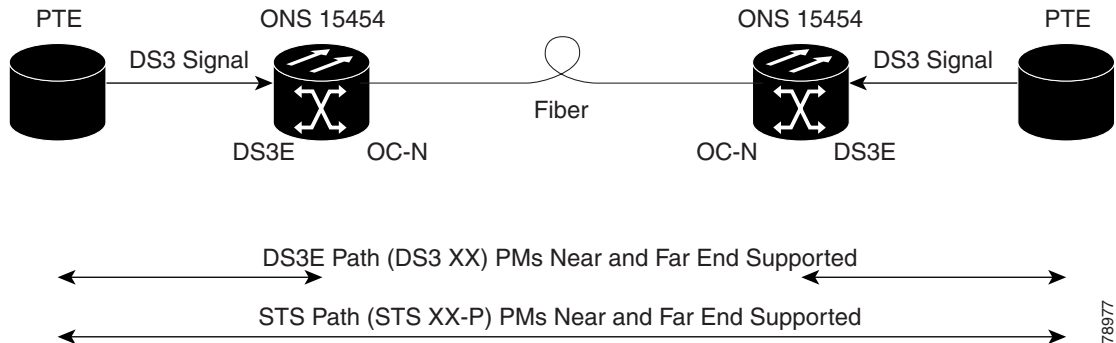 PTE
ONS 15454
ONS 15454
PTE
DS3 Signal
DS3 Signal
Fiber
DS3E
OC-N
OC-N
DS3E
DS3E Path (DS3 XX) PMs Near and Far End Supported
STS Path (STS XX-P) PMs Near and Far End Supported
78977